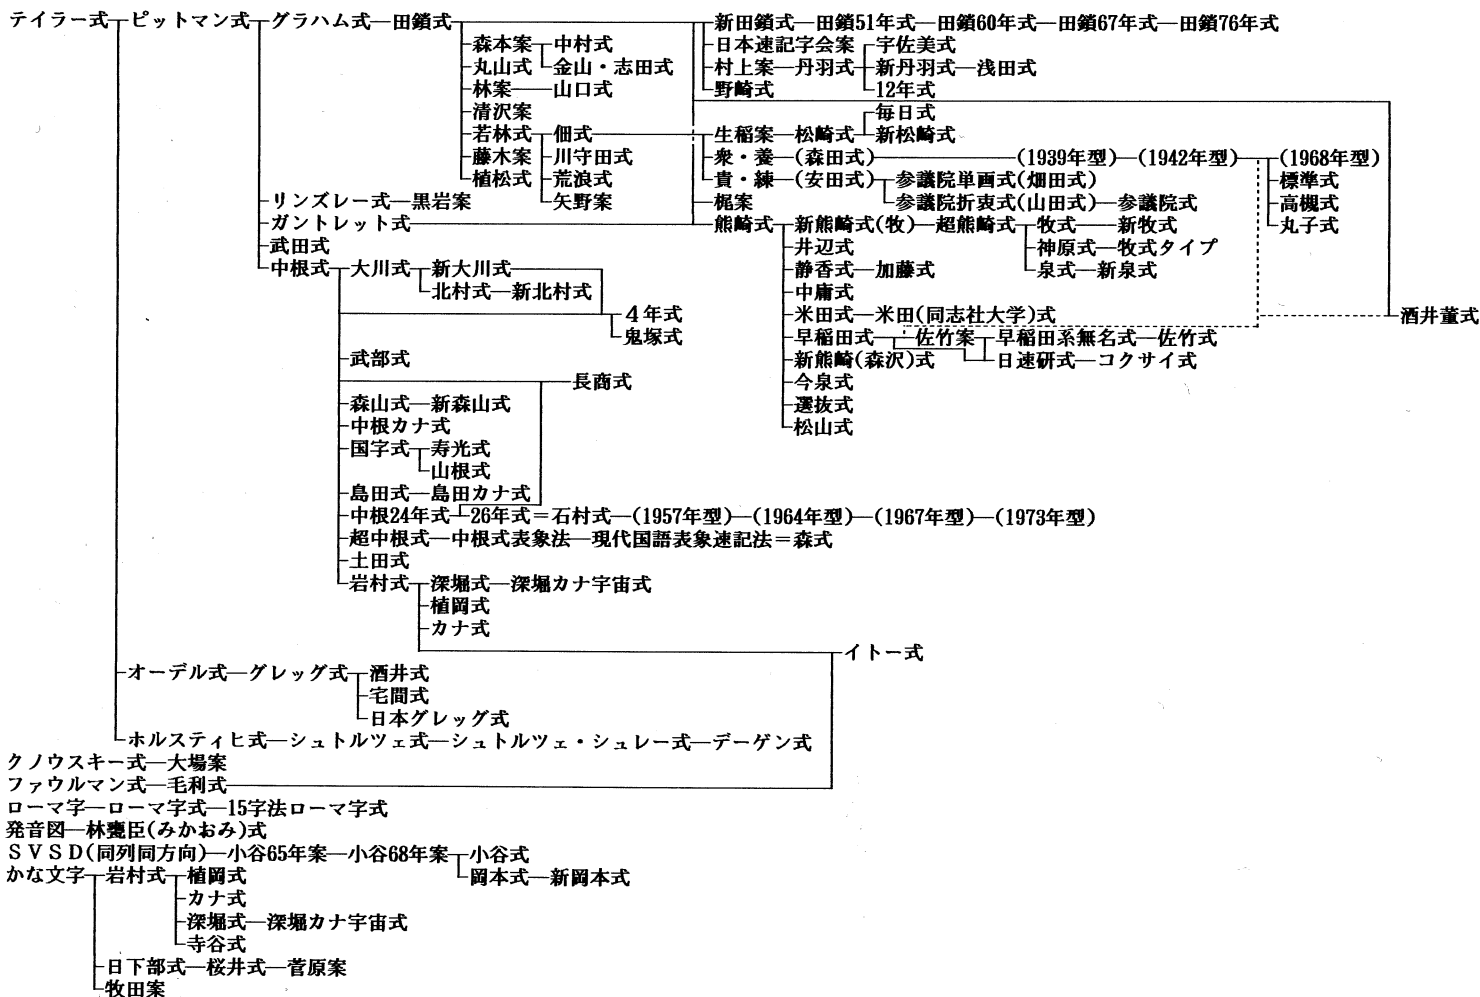 テイラー式 ピットマン式 グラハム式 田鎖式 新田鎖式 田鎖51年式 田鎖60年式 田鎖67年式 田鎖76年式
森本案 中村式 日本速記字会案 宇佐美式
丸山式 金山・志田式 村上案 丹羽式 新丹羽式 浅田式
林案 山口式 野崎式 12年式
清沢案 毎日式
若林式 佃式 生稲案 松崎式 新松崎式
藤木案 川守田式 衆・養 (森田式) (1939年型) (1942年型) (1968年型)
植松式 荒浪式 貴・練 (安田式) 参議院単画式(畑田式) 標準式
リンズレー式 黒岩案 矢野案 梶案 参議院折衷式(山田式) 参議院式 高槻式
ガントレット式 熊崎式 新熊崎式(牧) 超熊崎式 牧式 新牧式 丸子式
武田式 井辺式 神原式 牧式タイプ
中根式 大川式 新大川式 静香式 加藤式 泉式 新泉式
北村式 新北村式 中庸式
4年式 米田式 米田(同志社大学)式 酒井董式
鬼塚式 早稲田式 佐竹案 早稲田系無名式 佐竹式
武部式 新熊崎(森沢)式 日速研式 コクサイ式
長商式 今泉式
森山式 新森山式 選抜式
中根カナ式 松山式
国字式 寿光式
山根式
島田式 島田カナ式
中根24年式 26年式=石村式 (1957年型) (1964年型) (1967年型) (1973年型)
超中根式 中根式表象法 現代国語表象速記法=森式
土田式
岩村式 深堀式 深堀カナ宇宙式
植岡式
カナ式
イトー式
オーデル式 グレッグ式 酒井式
宅間式
日本グレッグ式
ホルスティヒ式 シュトルツェ式 シュトルツェ・シュレー式 デーゲン式
クノウスキー式 大場案
ファウルマン式 毛利式
ローマ字 ローマ字式 15字法ローマ字式
発音図 林甕臣(みかおみ)式
SVSD(同列同方向) 小谷65年案 小谷68年案 小谷式
かな文字 岩村式 植岡式 岡本式 新岡本式
カナ式
深堀式 深堀カナ宇宙式
寺谷式
日下部式 桜井式 菅原案
牧田案